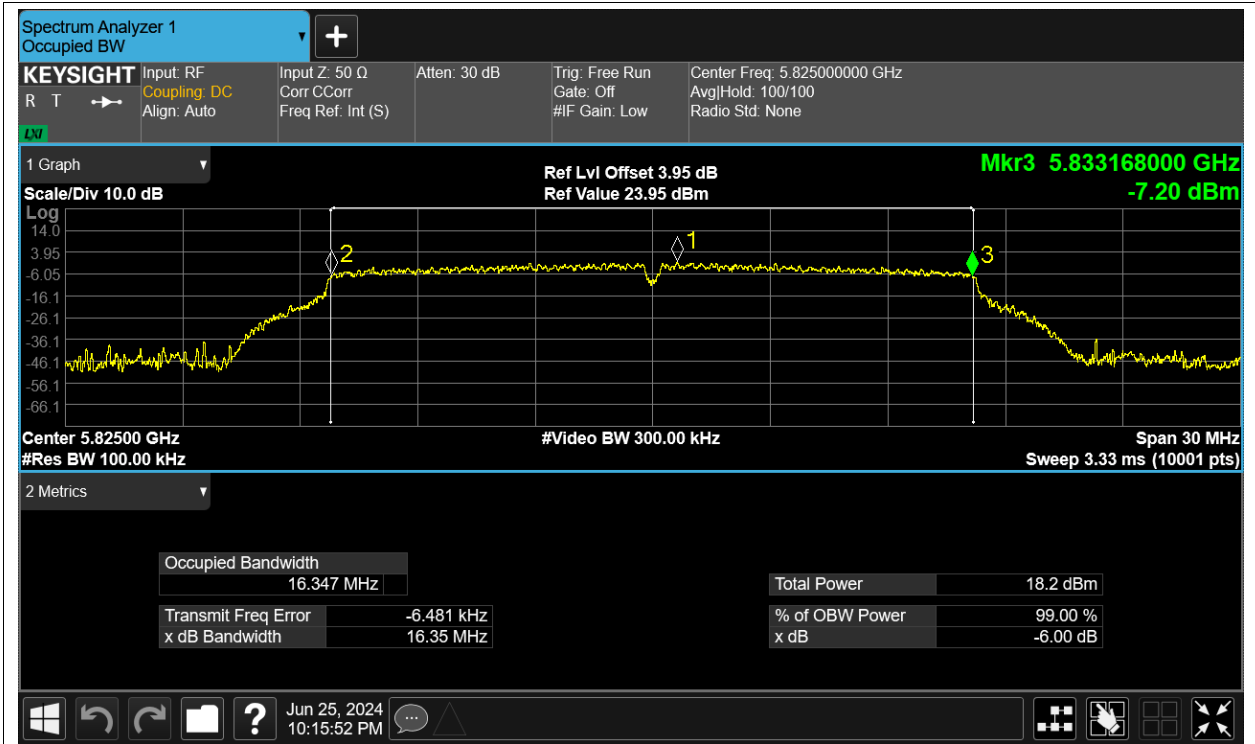 Spectrum Analyzer 1
Occupied BW
KEYSIGHT
R T
LXI
Input: RF
Coupling: DC
Align: Auto
Input Z: 50 Ω
Corr CCorr
Freq Ref: Int (S)
Atten: 30 dB
Trig: Free Run
Gate: Off
#IF Gain: Low
Center Freq: 5.825000000 GHz
Avg|Hold: 100/100
Radio Std: None
1 Graph
Scale/Div 10.0 dB
Ref Lvl Offset 3.95 dB
Ref Value 23.95 dBm
Mkr3 5.833168000 GHz
-7.20 dBm
Log
14.0
3.95
-6.05
-16.1
-26.1
-36.1
-46.1
-56.1
-66.1
2
1
3
Center 5.82500 GHz
#Res BW 100.00 kHz
#Video BW 300.00 kHz
Span 30 MHz
Sweep 3.33 ms (10001 pts)
2 Metrics
Occupied Bandwidth
16.347 MHz
Transmit Freq Error -6.481 kHz
x dB Bandwidth 16.35 MHz
Total Power 18.2 dBm
% of OBW Power 99.00 %
x dB -6.00 dB
?
Jun 25, 2024
10:15:52 PM